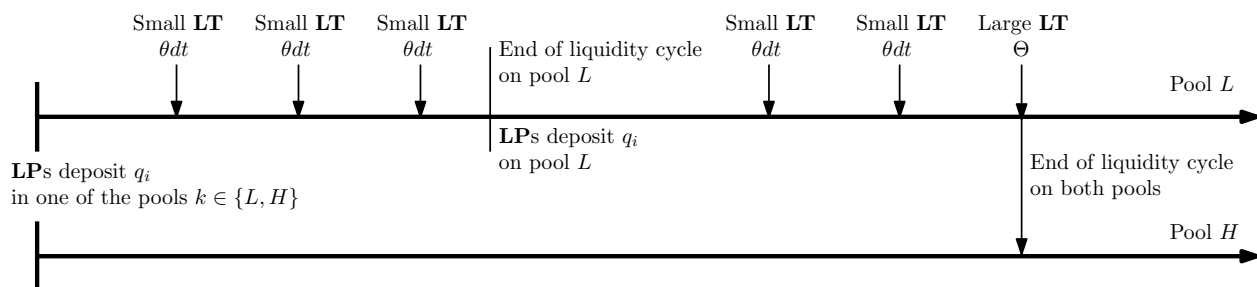 Small LT
θdt
Small LT
θdt
Small LT
θdt
End of liquidity cycle
on pool L
Small LT
θdt
Small LT
θdt
Large LT
Θ
Pool L
LPs deposit qᵢ
on pool L
LPs deposit qᵢ
in one of the pools k ∈ {L, H}
End of liquidity cycle
on both pools
Pool H